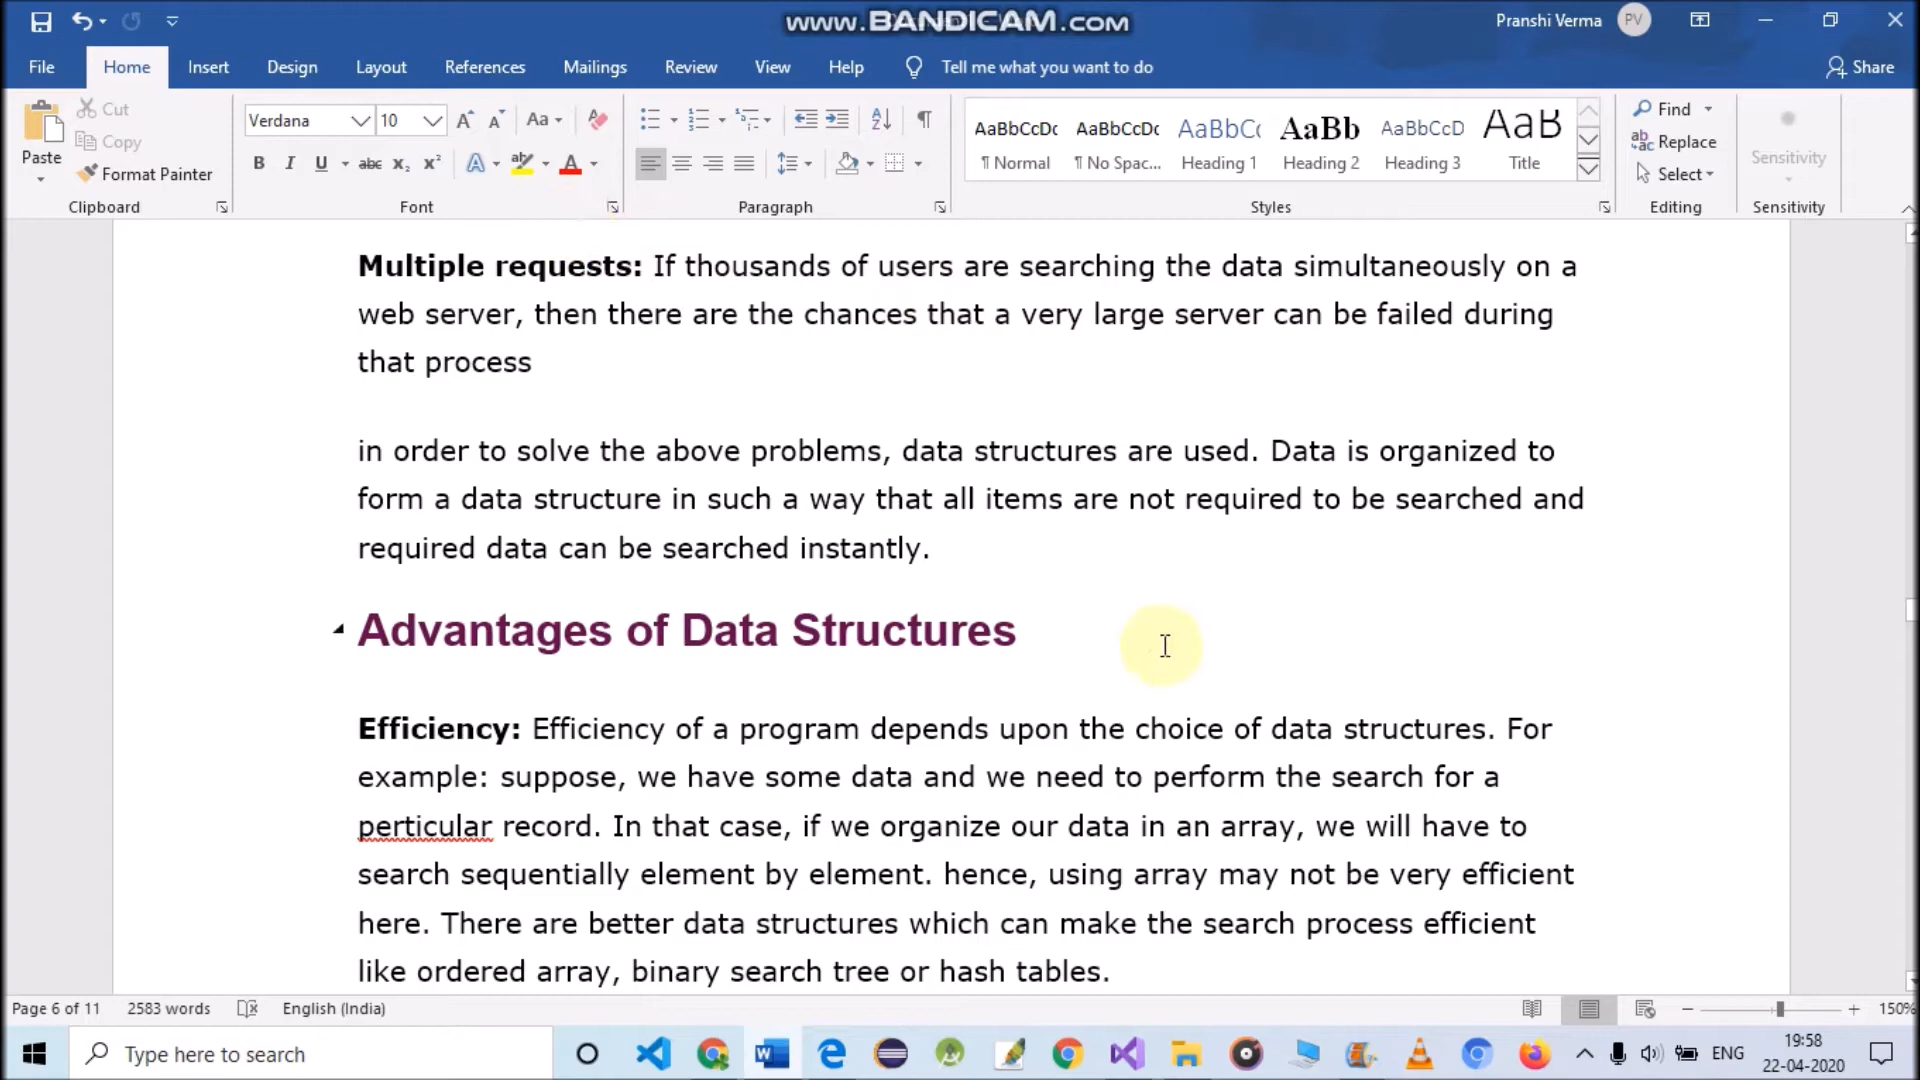 www.BANDICAM.com
Pranshi Verma PV
File Home Insert Design Layout References Mailings Review View Help Tell me what you want to do Share
Paste Cut Copy Format Painter
Clipboard
Verdana 10 Aa
B I U abc x₂ x² A A
Font
Paragraph
AaBbCcDc AaBbCcDc AaBbC( AaBb AaBbCcD AaB
¶ Normal ¶ No Spac... Heading 1 Heading 2 Heading 3 Title
Styles
Find
Replace
Select
Editing
Sensitivity
Sensitivity
Multiple requests: If thousands of users are searching the data simultaneously on a
web server, then there are the chances that a very large server can be failed during
that process
in order to solve the above problems, data structures are used. Data is organized to
form a data structure in such a way that all items are not required to be searched and
required data can be searched instantly.
Advantages of Data Structures
Efficiency: Efficiency of a program depends upon the choice of data structures. For
example: suppose, we have some data and we need to perform the search for a
perticular record. In that case, if we organize our data in an array, we will have to
search sequentially element by element. hence, using array may not be very efficient
here. There are better data structures which can make the search process efficient
like ordered array, binary search tree or hash tables.
Page 6 of 11 2583 words English (India) 150%
Type here to search
ENG
19:58
22-04-2020